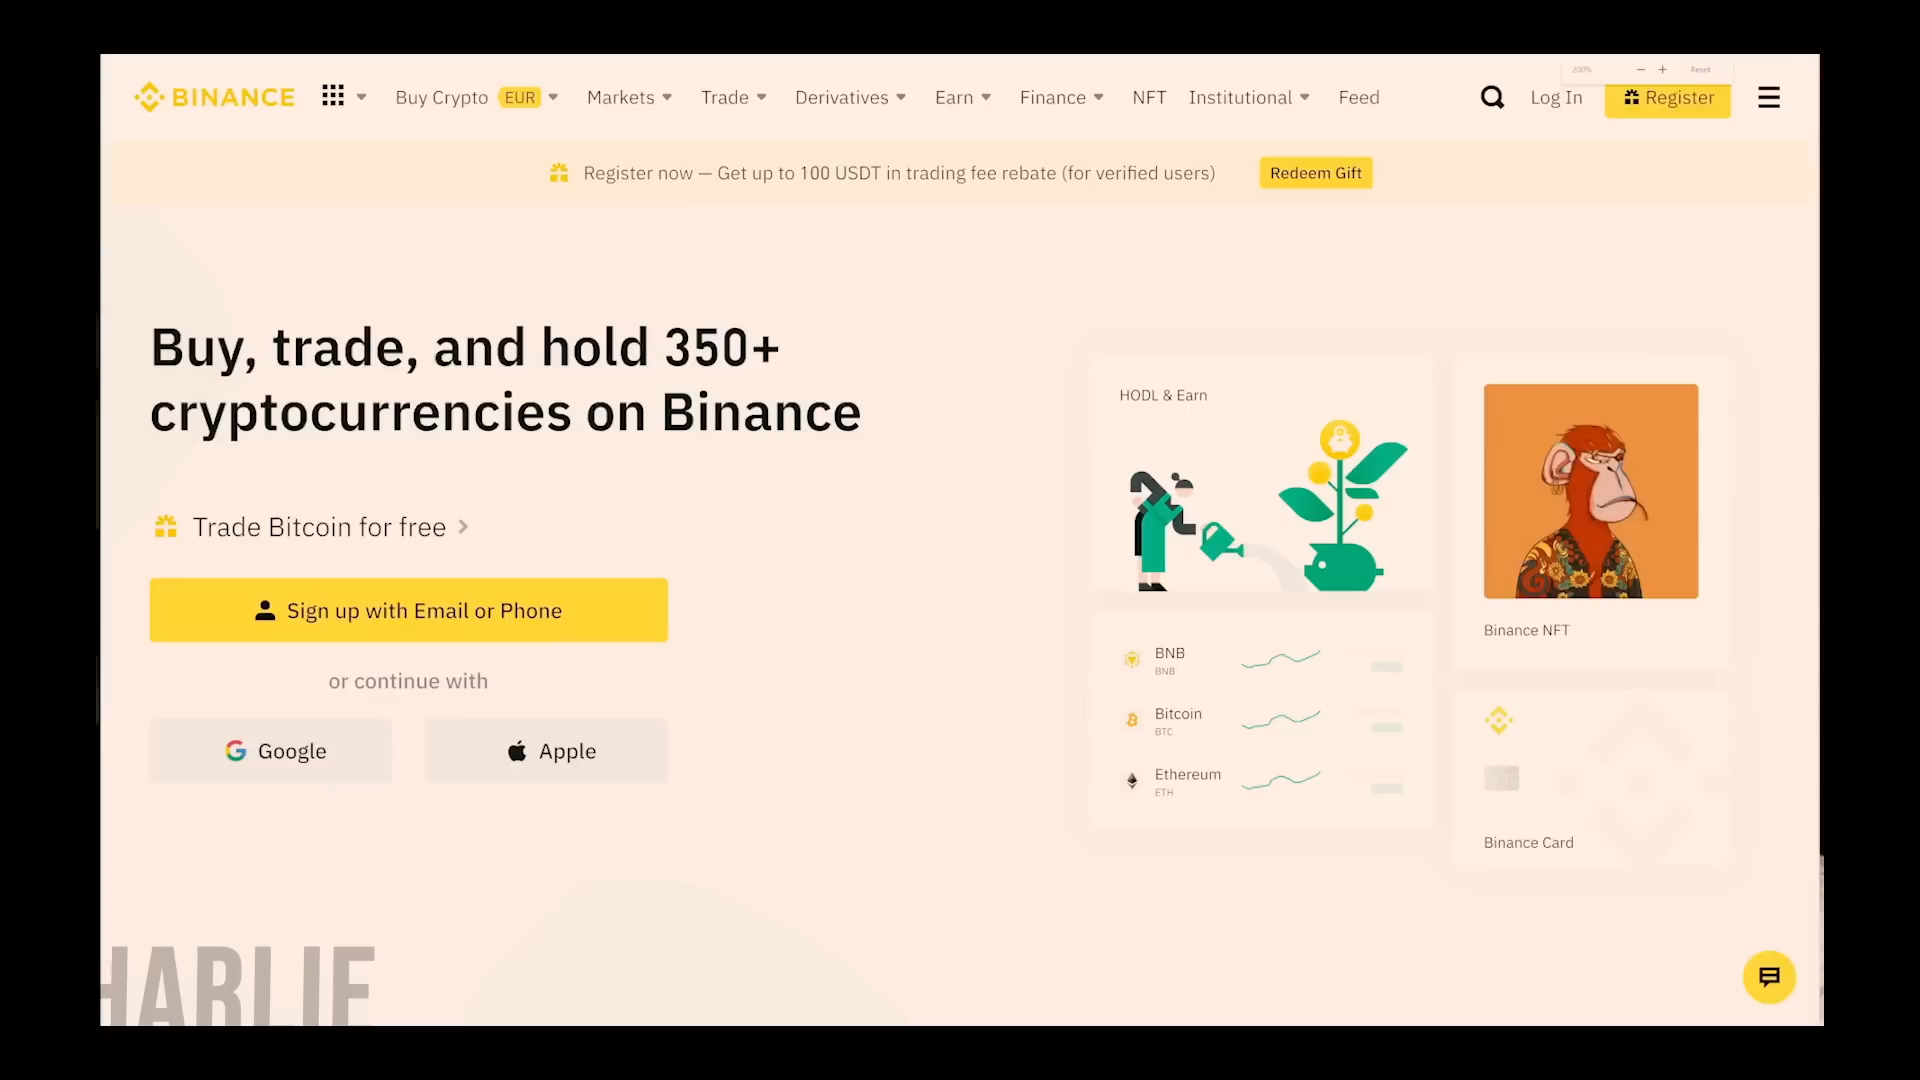 BINANCE
Buy Crypto EUR
Markets
Trade
Derivatives
Earn
Finance
NFT
Institutional
Feed
Log In
Register
200%
Reset
Register now — Get up to 100 USDT in trading fee rebate (for verified users)
Redeem Gift
Buy, trade, and hold 350+
cryptocurrencies on Binance
Trade Bitcoin for free
Sign up with Email or Phone
or continue with
Google
Apple
HODL & Earn
BNB
BNB
Bitcoin
BTC
Ethereum
ETH
Binance NFT
Binance Card
HARLIE